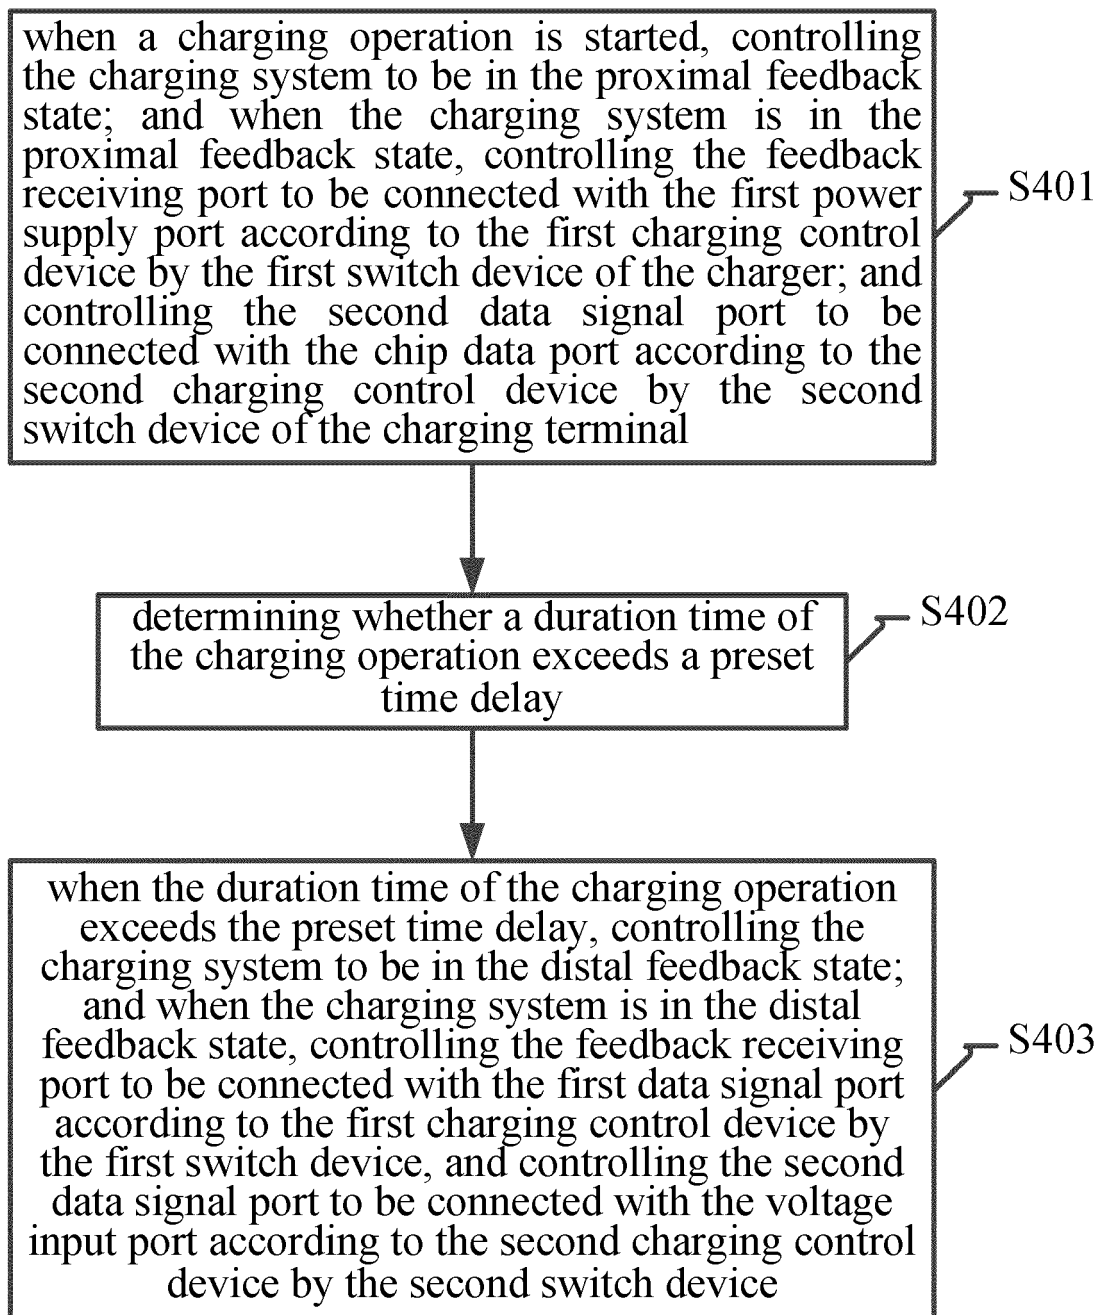 when a charging operation is started, controlling
the charging system to be in the proximal feedback
state; and when the charging system is in the
proximal feedback state, controlling the feedback
receiving port to be connected with the first power
supply port according to the first charging control
device by the first switch device of the charger; and
controlling the second data signal port to be
connected with the chip data port according to the
second charging control device by the second
switch device of the charging terminal
S401
determining whether a duration time of
the charging operation exceeds a preset
time delay
S402
when the duration time of the charging operation
exceeds the preset time delay, controlling the
charging system to be in the distal feedback state;
and when the charging system is in the distal
feedback state, controlling the feedback receiving
port to be connected with the first data signal port
according to the first charging control device by
the first switch device, and controlling the second
data signal port to be connected with the voltage
input port according to the second charging control
device by the second switch device
S403